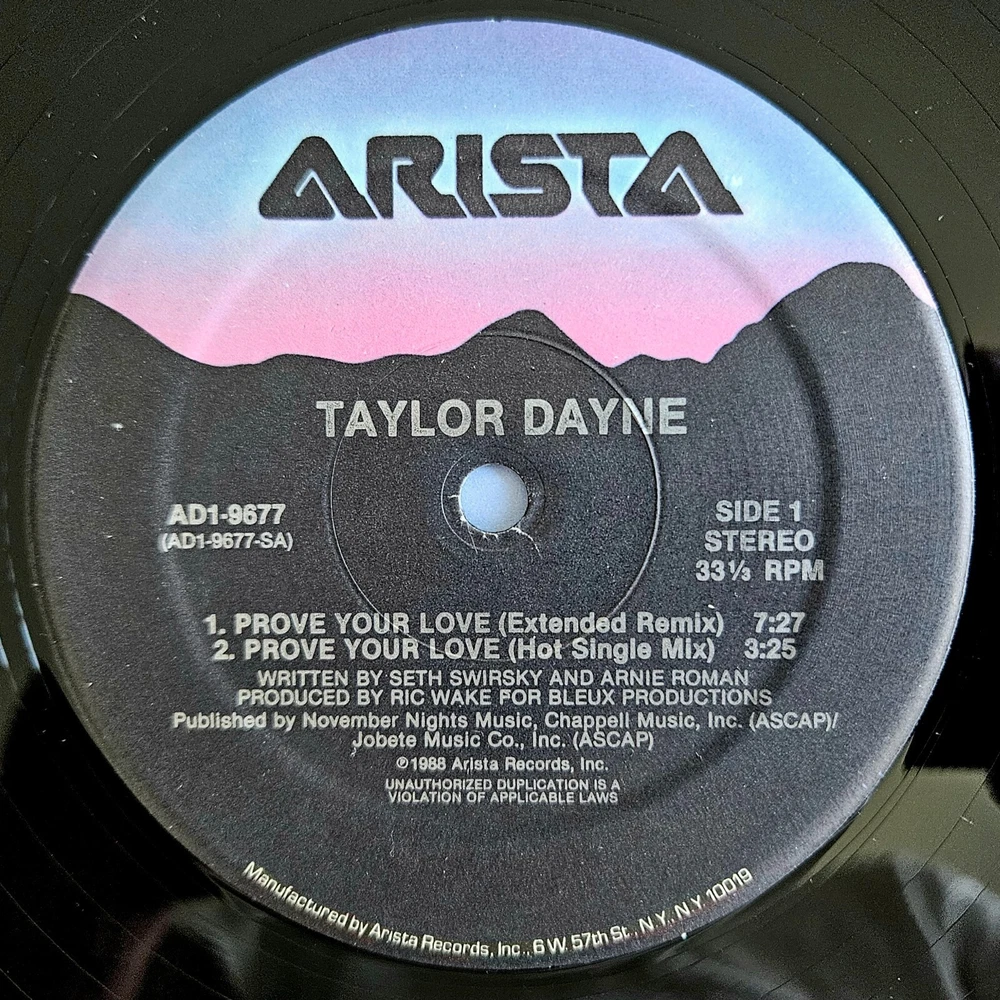 ARISTA
TAYLOR DAYNE
AD1-9677
(AD1-9677-SA)
SIDE 1
STEREO
33⅓ RPM
1. PROVE YOUR LOVE (Extended Remix) 7:27
2. PROVE YOUR LOVE (Hot Single Mix) 3:25
WRITTEN BY SETH SWIRSKY AND ARNIE ROMAN
PRODUCED BY RIC WAKE FOR BLEUX PRODUCTIONS
Published by November Nights Music, Chappell Music, Inc. (ASCAP)/
Jobete Music Co., Inc. (ASCAP)
℗1988 Arista Records, Inc.
UNAUTHORIZED DUPLICATION IS A
VIOLATION OF APPLICABLE LAWS
Manufactured by Arista Records, Inc., 6 W. 57th St., N.Y., N.Y. 10019